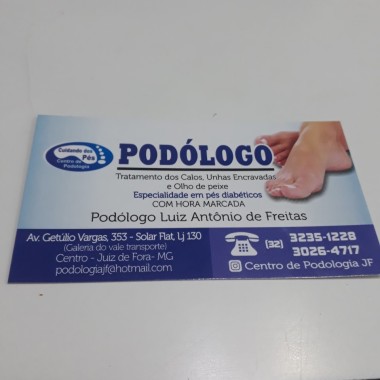 Cuidando dos
Pés
Centro de
Podologia
PODÓLOGO
Tratamento dos Calos, Unhas Encravadas
e Olho de peixe
Especialidade em pés diabéticos
COM HORA MARCADA
Podólogo Luiz Antônio de Freitas
Av. Getúlio Vargas, 353 - Solar Flat, Lj 130
(Galeria do vale transporte)
Centro - Juiz de Fora- MG
podologiajf@hotmail.com
(32) 3235-1228
3026-4717
Centro de Podologia JF